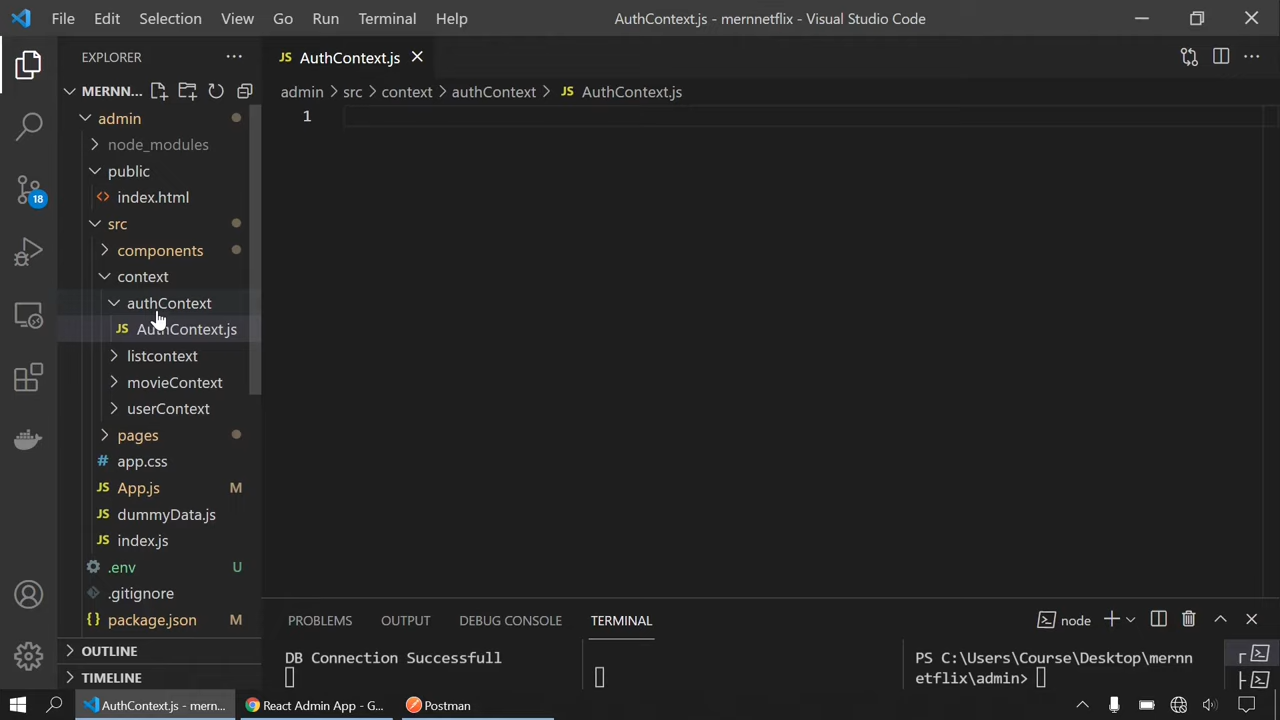 File Edit Selection View Go Run Terminal Help AuthContext.js - mernnetflix - Visual Studio Code
EXPLORER
JS AuthContext.js
MERNN...
admin > src > context > authContext > JS AuthContext.js
1
admin
node_modules
public
<> index.html
src
components
context
authContext
JS AuthContext.js
listcontext
movieContext
userContext
pages
# app.css
JS App.js M
JS dummyData.js
JS index.js
.env U
.gitignore
{} package.json M
OUTLINE
TIMELINE
18
PROBLEMS OUTPUT DEBUG CONSOLE TERMINAL node
DB Connection Successfull
PS C:\Users\Course\Desktop\mernn
etflix\admin>
AuthContext.js - mern... React Admin App - G... Postman